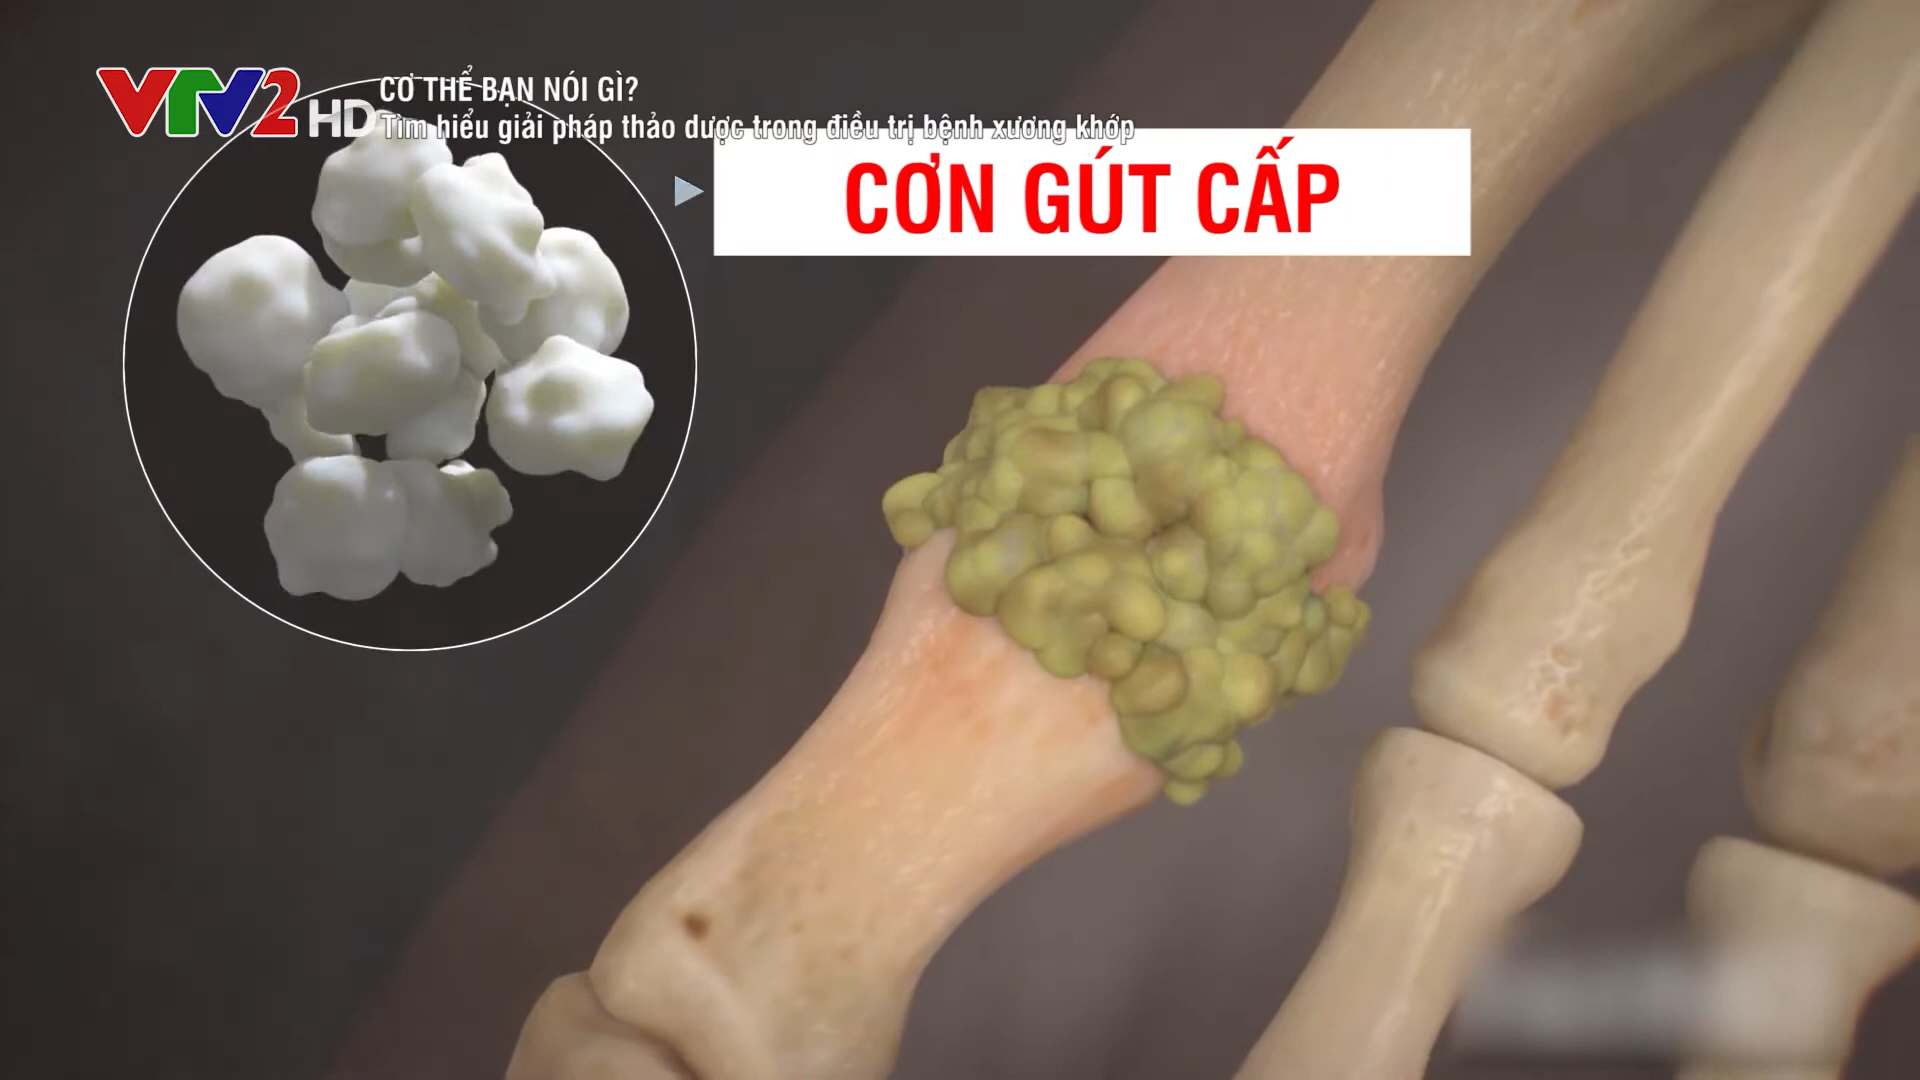 VTV2 HD
CƠ THỂ BẠN NÓI GÌ?
Tìm hiểu giải pháp thảo dược trong điều trị bệnh xương khớp
CƠN GÚT CẤP